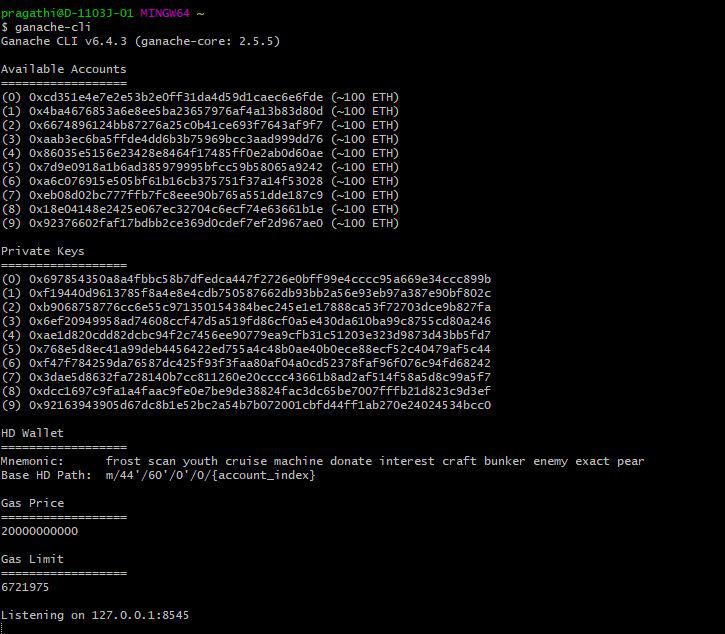 pragathi@D-1103J-01 MINGW64 ~
$ ganache-cli
Ganache CLI v6.4.3 (ganache-core: 2.5.5)
Available Accounts
==================
(0) 0xcd351e4e7e2e53b2e0ff31da4d59d1caec6e6fde (~100 ETH)
(1) 0x4ba4676853a6e8ee5ba23657976af4a13b83d80d (~100 ETH)
(2) 0x6674896124bb87276a25c0b41ce693f7643af9f7 (~100 ETH)
(3) 0xaab3ec6ba5ffde4dd6b3b75969bcc3aad999dd76 (~100 ETH)
(4) 0x86035e5156e23428e8464f17485ff0e2ab0d60ae (~100 ETH)
(5) 0x7d9e0918a1b6ad385979995bfcc59b58065a9242 (~100 ETH)
(6) 0xa6c076915e505bf61b16cb375751f37a14f53028 (~100 ETH)
(7) 0xeb08d02bc777ffb7fc8eee90b765a551dde187c9 (~100 ETH)
(8) 0x18e04148e2425e067ec32704c6ecf74e63661b1e (~100 ETH)
(9) 0x92376602faf17bdbb2ce369d0cdef7ef2d967ae0 (~100 ETH)
Private Keys
==================
(0) 0x697854350a8a4fbbc58b7dfedca447f2726e0bff99e4cccc95a669e34ccc899b
(1) 0xf19440d9613785f8a4e8e4cdb750587662db93bb2a56e93eb97a387e90bf802c
(2) 0xb9068758776cc6e55c971350154384bec245e1e17888ca53f72703dce9b827fa
(3) 0x6ef20949958ad74608ccf47d5a519fd86cf0a5e430da610ba99c8755cd80a246
(4) 0xae1d820cdd82dcbc94f2c7456ee90779ea9cfb31c51203e323d9873d43bb5fd7
(5) 0x768e5d8ec41a99deb4456422ed755a4c48b0ae40b0ece88ecf52c40479af5c44
(6) 0xf47f784259da76587dc425f93f3faa80af04a0cd52378faf96f076c94fd68242
(7) 0x3dae5d8632fa728140b7cc811260e20cccc43661b8ad2af514f58a5d8c99a5f7
(8) 0xdcc1697c9fa1a4faac9fe0e7be9de38824fac3dc65be7007fffb21d823c9d3ef
(9) 0x92163943905d67dc8b1e52bc2a54b7b072001cbfd44ff1ab270e24024534bcc0
HD Wallet
==================
Mnemonic:      frost scan youth cruise machine donate interest craft bunker enemy exact pear
Base HD Path:  m/44'/60'/0'/0/{account_index}
Gas Price
==================
20000000000
Gas Limit
==================
6721975
Listening on 127.0.0.1:8545